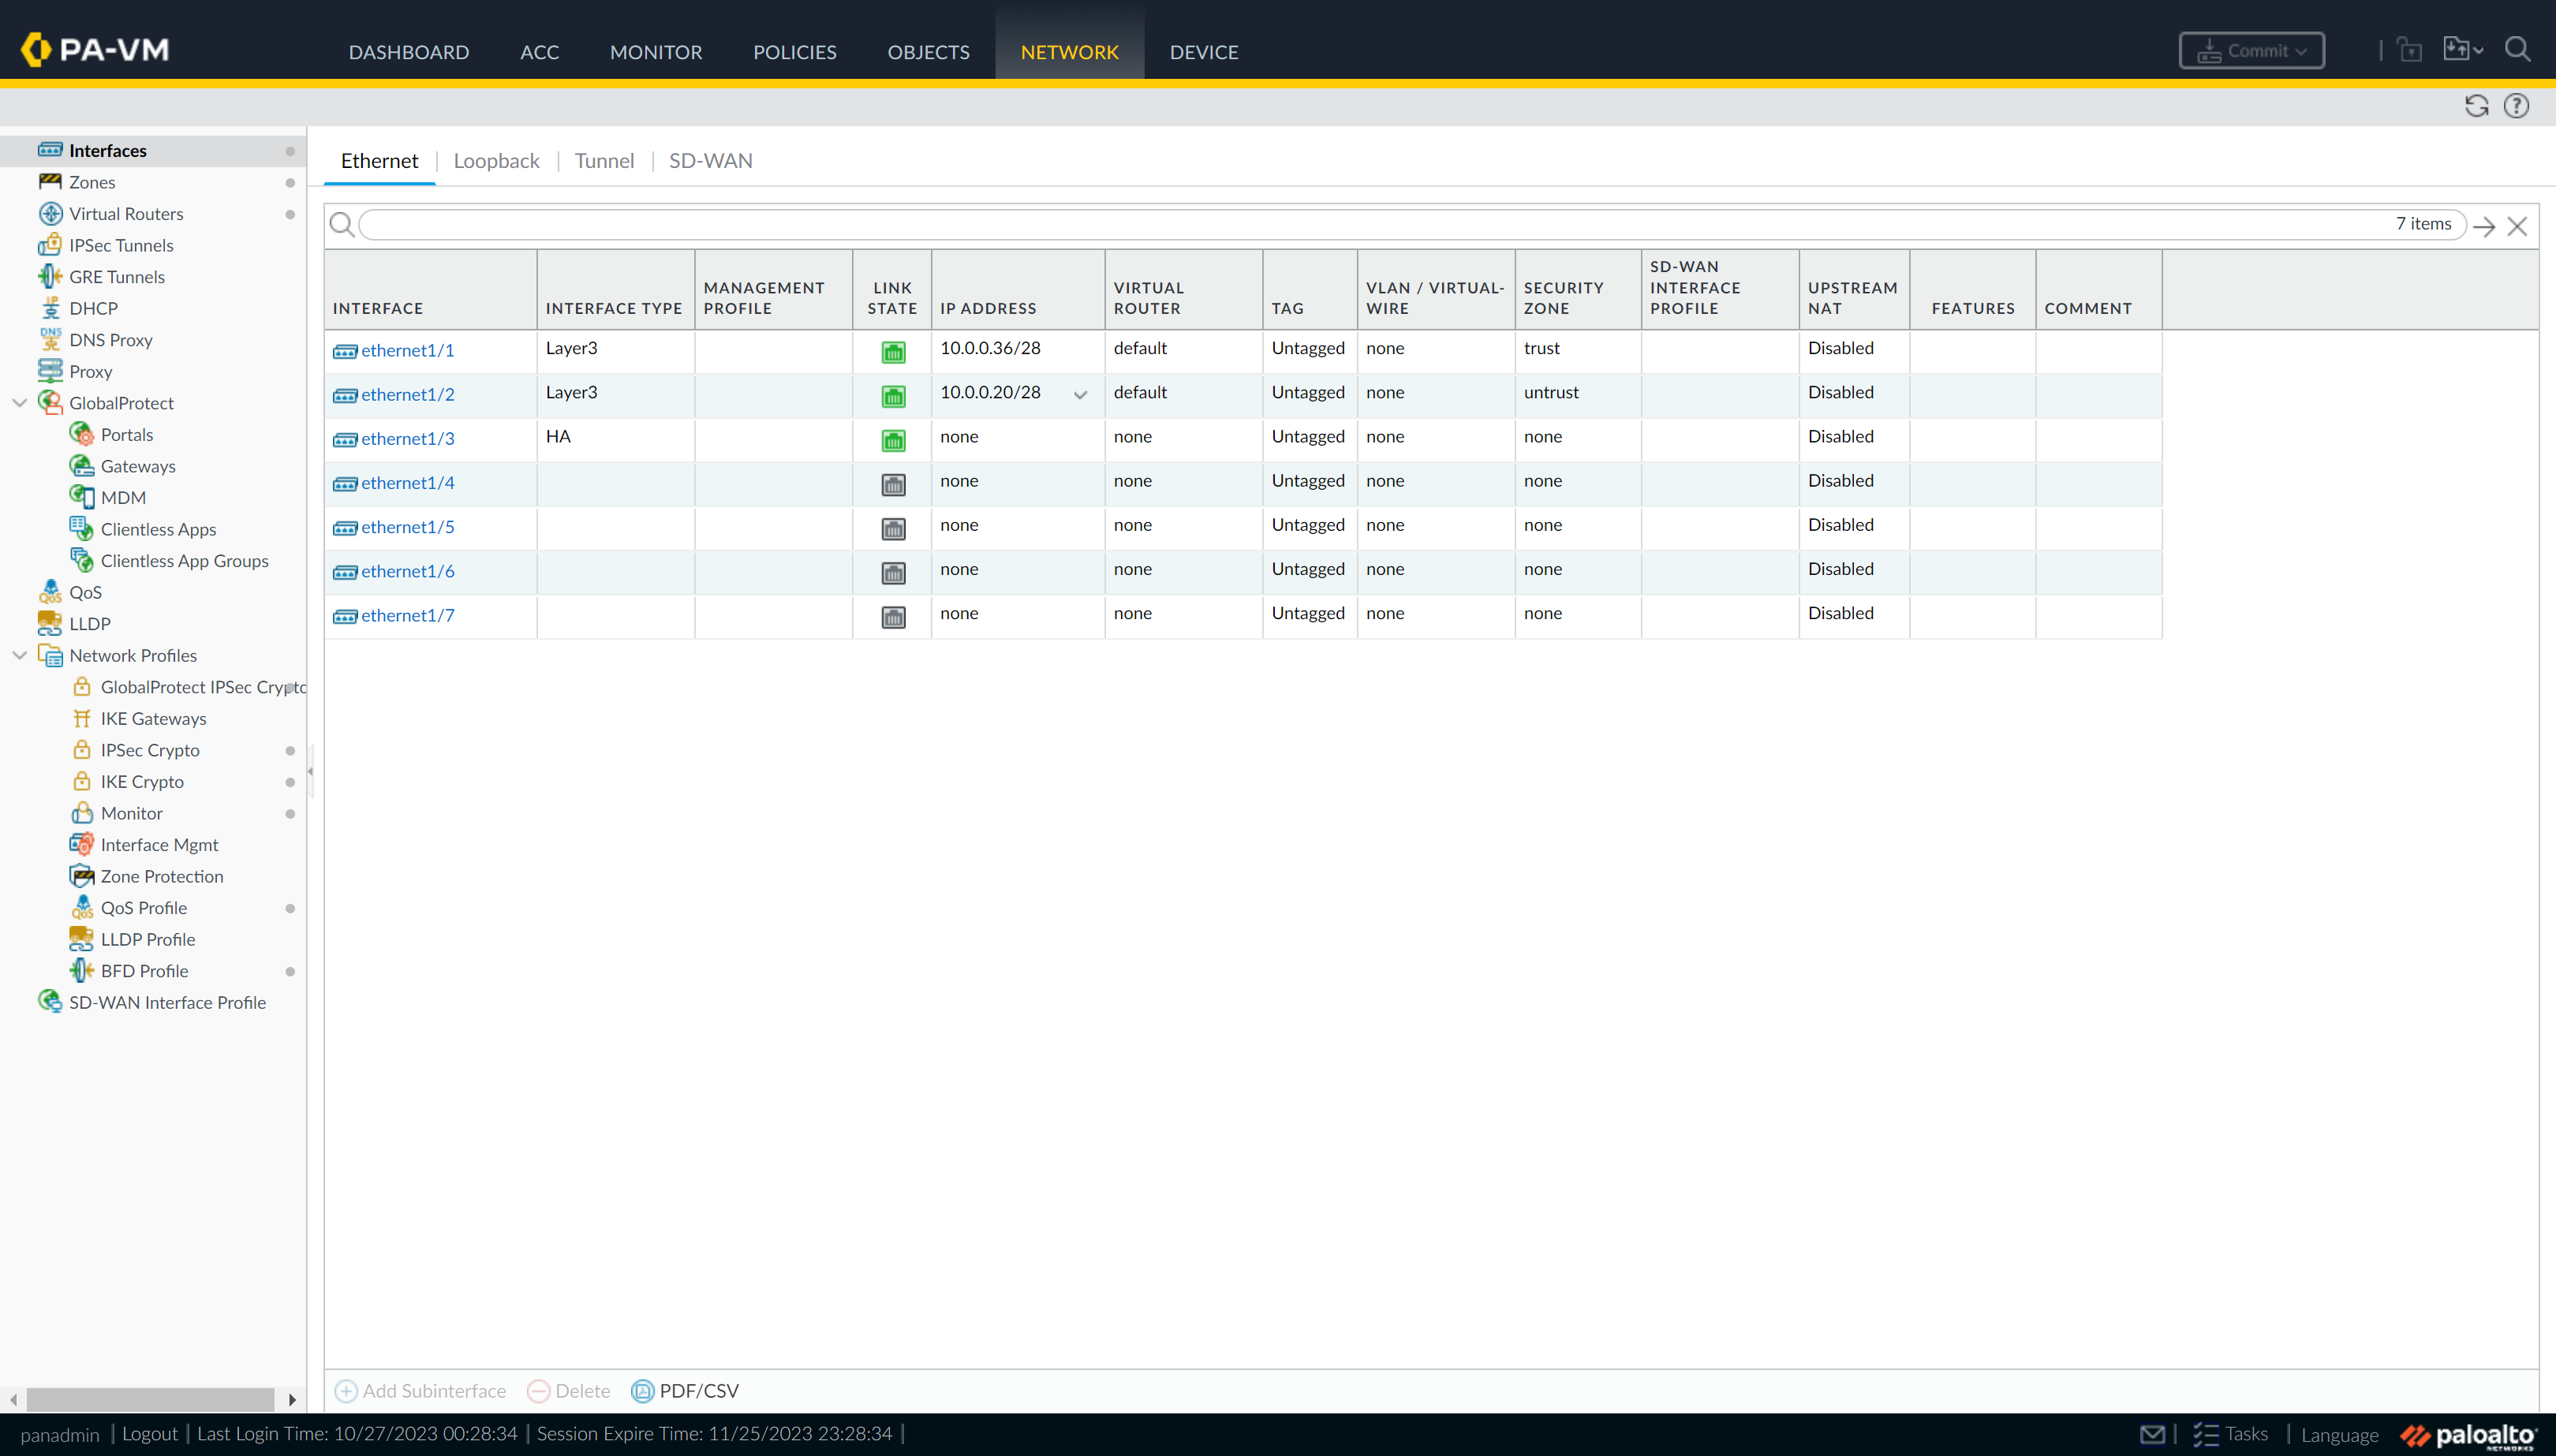 PA-VM
DASHBOARD ACC MONITOR POLICIES OBJECTS NETWORK DEVICE
Commit
Interfaces
Zones
Virtual Routers
IPSec Tunnels
GRE Tunnels
DHCP
DNS Proxy
Proxy
GlobalProtect
Portals
Gateways
MDM
Clientless Apps
Clientless App Groups
QoS
LLDP
Network Profiles
GlobalProtect IPSec Crypto
IKE Gateways
IPSec Crypto
IKE Crypto
Monitor
Interface Mgmt
Zone Protection
QoS Profile
LLDP Profile
BFD Profile
SD-WAN Interface Profile
Ethernet | Loopback | Tunnel | SD-WAN
7 items
INTERFACE INTERFACE TYPE MANAGEMENT PROFILE LINK STATE IP ADDRESS VIRTUAL ROUTER TAG VLAN / VIRTUAL-WIRE SECURITY ZONE SD-WAN INTERFACE PROFILE UPSTREAM NAT FEATURES COMMENT
ethernet1/1 Layer3 10.0.0.36/28 default Untagged none trust Disabled
ethernet1/2 Layer3 10.0.0.20/28 default Untagged none untrust Disabled
ethernet1/3 HA none none Untagged none none Disabled
ethernet1/4 none none Untagged none none Disabled
ethernet1/5 none none Untagged none none Disabled
ethernet1/6 none none Untagged none none Disabled
ethernet1/7 none none Untagged none none Disabled
Add Subinterface Delete PDF/CSV
panadmin | Logout | Last Login Time: 10/27/2023 00:28:34 | Session Expire Time: 11/25/2023 23:28:34 |
Tasks | Language paloalto NETWORKS